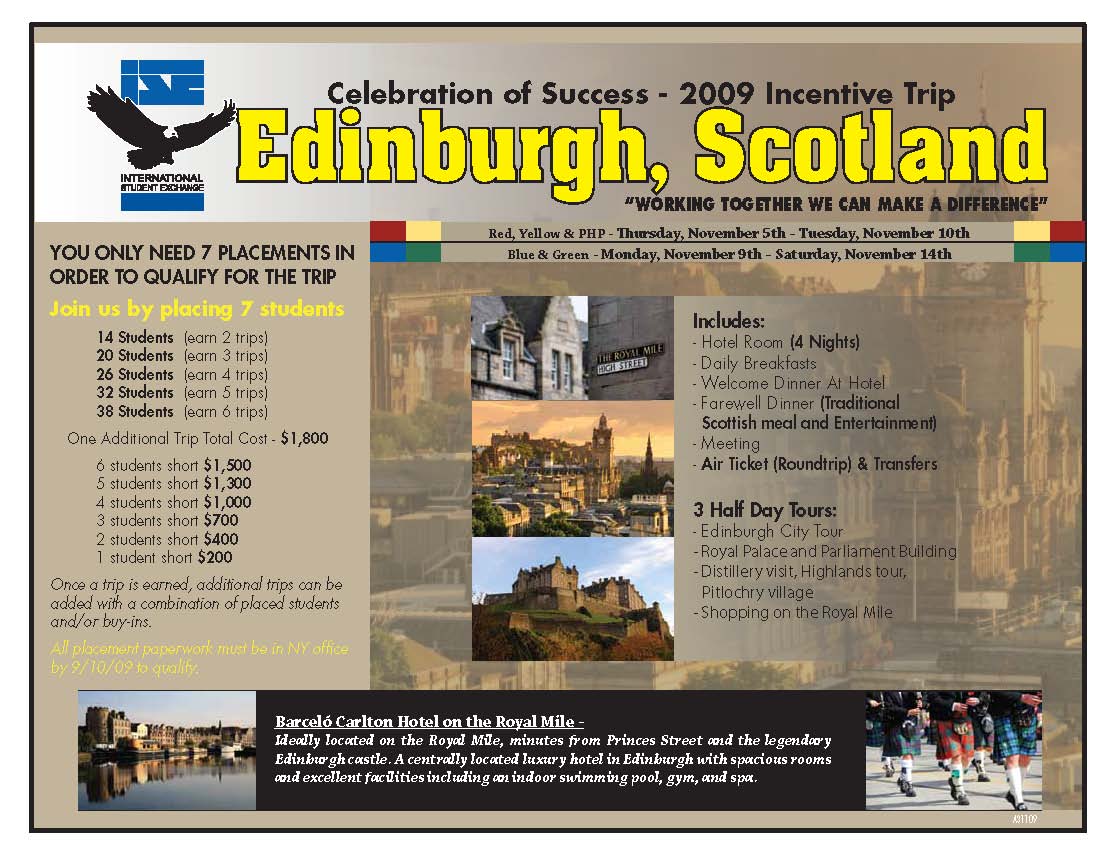 ISE
INTERNATIONAL
STUDENT EXCHANGE
Celebration of Success - 2009 Incentive Trip
Edinburgh, Scotland
“WORKING TOGETHER WE CAN MAKE A DIFFERENCE”
Red, Yellow & PHP - Thursday, November 5th - Tuesday, November 10th
Blue & Green - Monday, November 9th - Saturday, November 14th
YOU ONLY NEED 7 PLACEMENTS IN
ORDER TO QUALIFY FOR THE TRIP
Join us by placing 7 students
14 Students (earn 2 trips)
20 Students (earn 3 trips)
26 Students (earn 4 trips)
32 Students (earn 5 trips)
38 Students (earn 6 trips)
One Additional Trip Total Cost - $1,800
6 students short $1,500
5 students short $1,300
4 students short $1,000
3 students short $700
2 students short $400
1 student short $200
Once a trip is earned, additional trips can be
added with a combination of placed students
and/or buy-ins.
All placement paperwork must be in NY office
by 9/10/09 to qualify.
THE ROYAL MILE
HIGH STREET
Includes:
- Hotel Room (4 Nights)
- Daily Breakfasts
- Welcome Dinner At Hotel
- Farewell Dinner (Traditional
Scottish meal and Entertainment)
- Meeting
- Air Ticket (Roundtrip) & Transfers
3 Half Day Tours:
- Edinburgh City Tour
- Royal Palace and Parliament Building
- Distillery visit, Highlands tour,
Pitlochry village
- Shopping on the Royal Mile
Barceló Carlton Hotel on the Royal Mile -
Ideally located on the Royal Mile, minutes from Princes Street and the legendary
Edinburgh castle. A centrally located luxury hotel in Edinburgh with spacious rooms
and excellent facilities including an indoor swimming pool, gym, and spa.